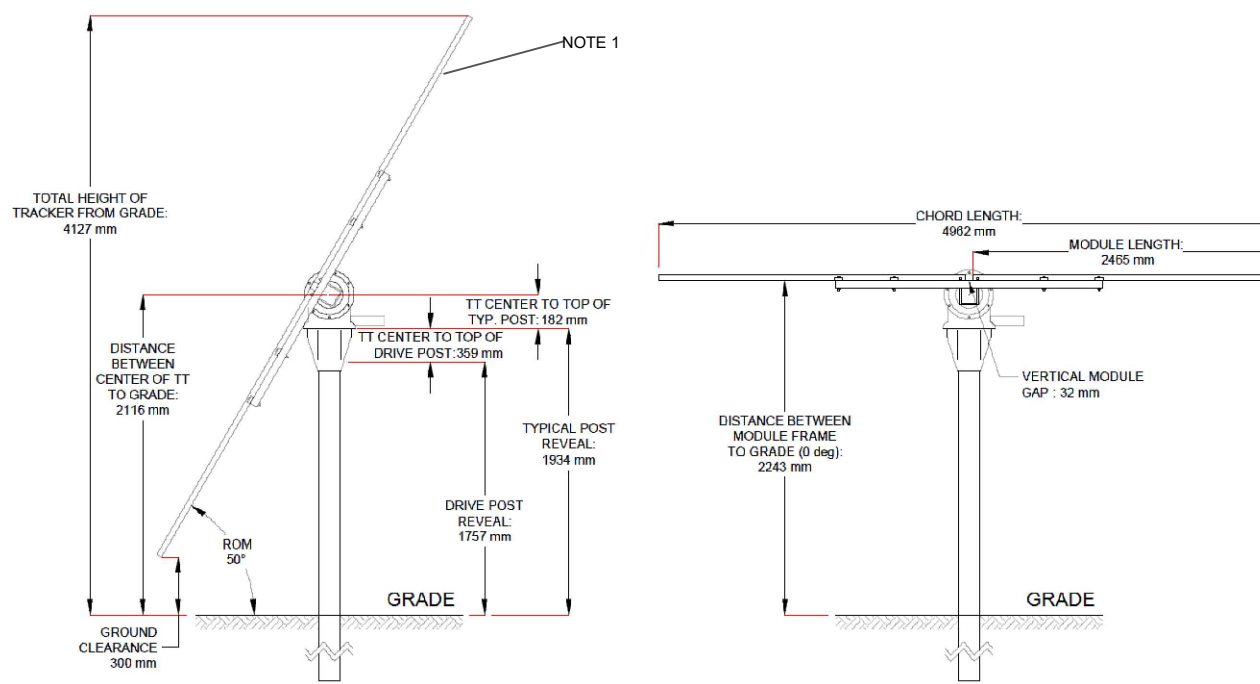 NOTE 1
TOTAL HEIGHT OF
TRACKER FROM GRADE:
4127 mm
TT CENTER TO TOP OF
TYP. POST: 182 mm
TT CENTER TO TOP OF
DRIVE POST:359 mm
DISTANCE
BETWEEN
CENTER OF TT
TO GRADE:
2116 mm
TYPICAL POST
REVEAL:
1934 mm
DRIVE POST
REVEAL:
1757 mm
ROM
50°
GRADE
GROUND
CLEARANCE
300 mm
CHORD LENGTH:
4962 mm
MODULE LENGTH:
2465 mm
VERTICAL MODULE
GAP : 32 mm
DISTANCE BETWEEN
MODULE FRAME
TO GRADE (0 deg):
2243 mm
GRADE